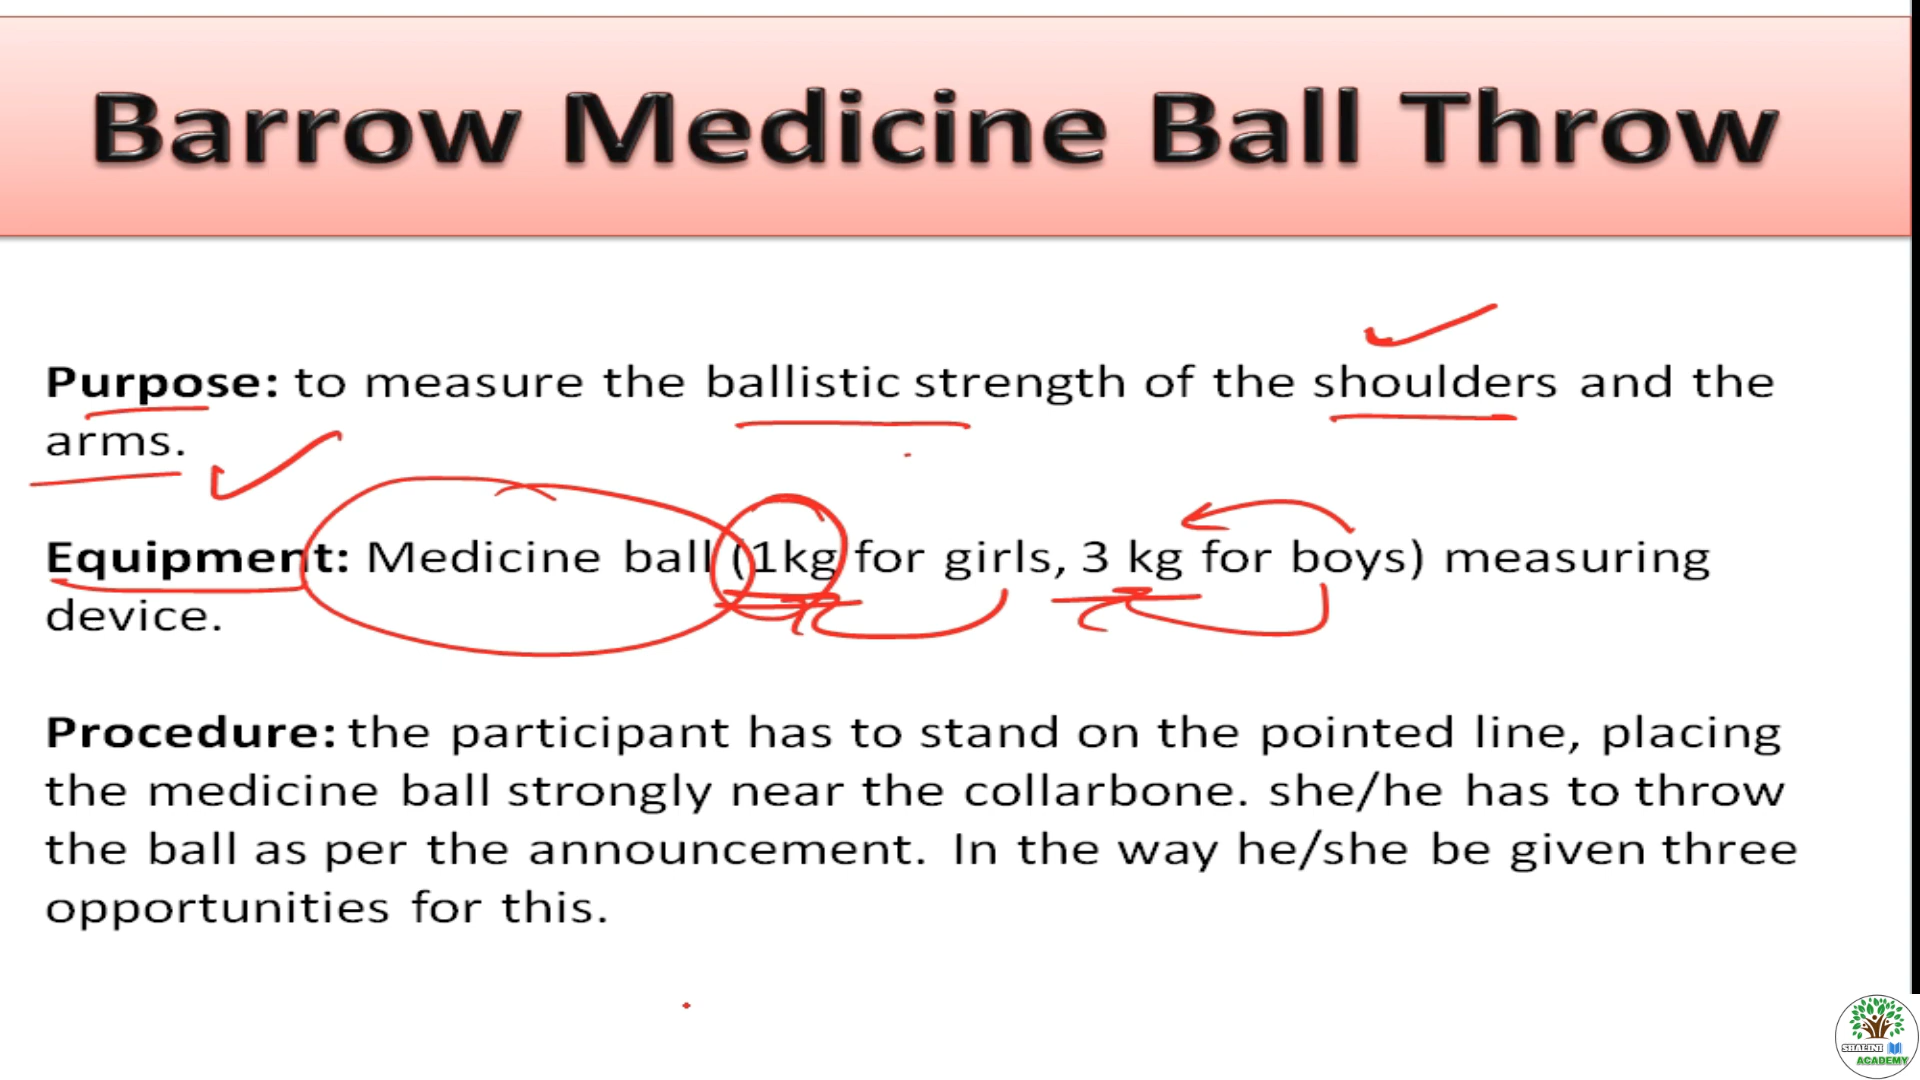 Barrow Medicine Ball Throw
Purpose: to measure the ballistic strength of the shoulders and the
arms.
Equipment: Medicine ball (1kg for girls, 3 kg for boys) measuring
device.
Procedure: the participant has to stand on the pointed line, placing
the medicine ball strongly near the collarbone. she/he has to throw
the ball as per the announcement. In the way he/she be given three
opportunities for this.
SHALINI
ACADEMY